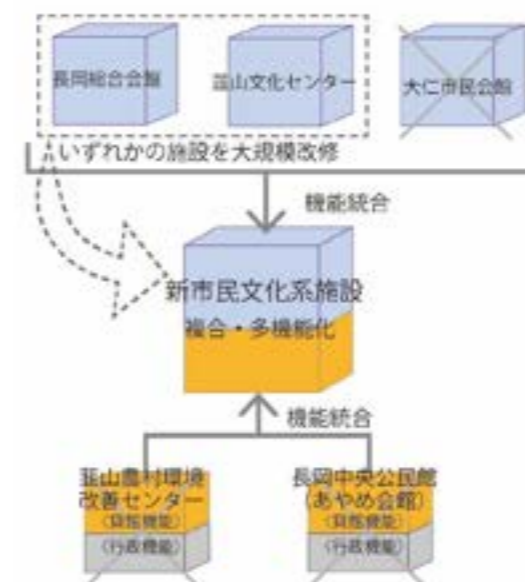 長岡総合会館
韮山文化センター
大仁市民会館
いずれかの施設を大規模改修
機能統合
新市民文化系施設
複合・多機能化
機能統合
韮山農村環境
改善センター
(貸館機能)
(行政機能)
長岡中央公民館
(あやめ会館)
(貸館機能)
(行政機能)